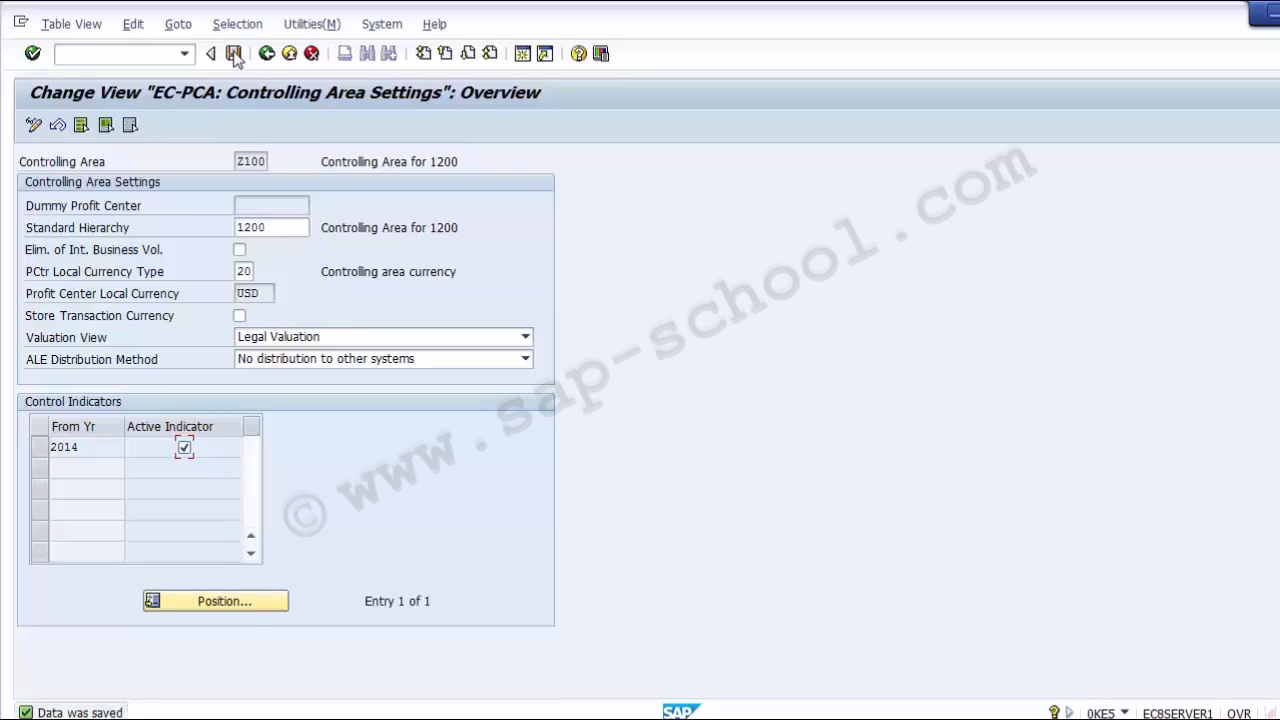 Table View Edit Goto Selection Utilities(M) System Help
Change View "EC-PCA: Controlling Area Settings": Overview
Controlling Area Z100 Controlling Area for 1200
Controlling Area Settings
Dummy Profit Center
Standard Hierarchy 1200 Controlling Area for 1200
Elim. of Int. Business Vol.
PCtr Local Currency Type 20 Controlling area currency
Profit Center Local Currency USD
Store Transaction Currency
Valuation View Legal Valuation
ALE Distribution Method No distribution to other systems
Control Indicators
From Yr Active Indicator
2014
Position... Entry 1 of 1
© www.sap-school.com
Data was saved SAP 0KE5 EC8SERVER1 OVR